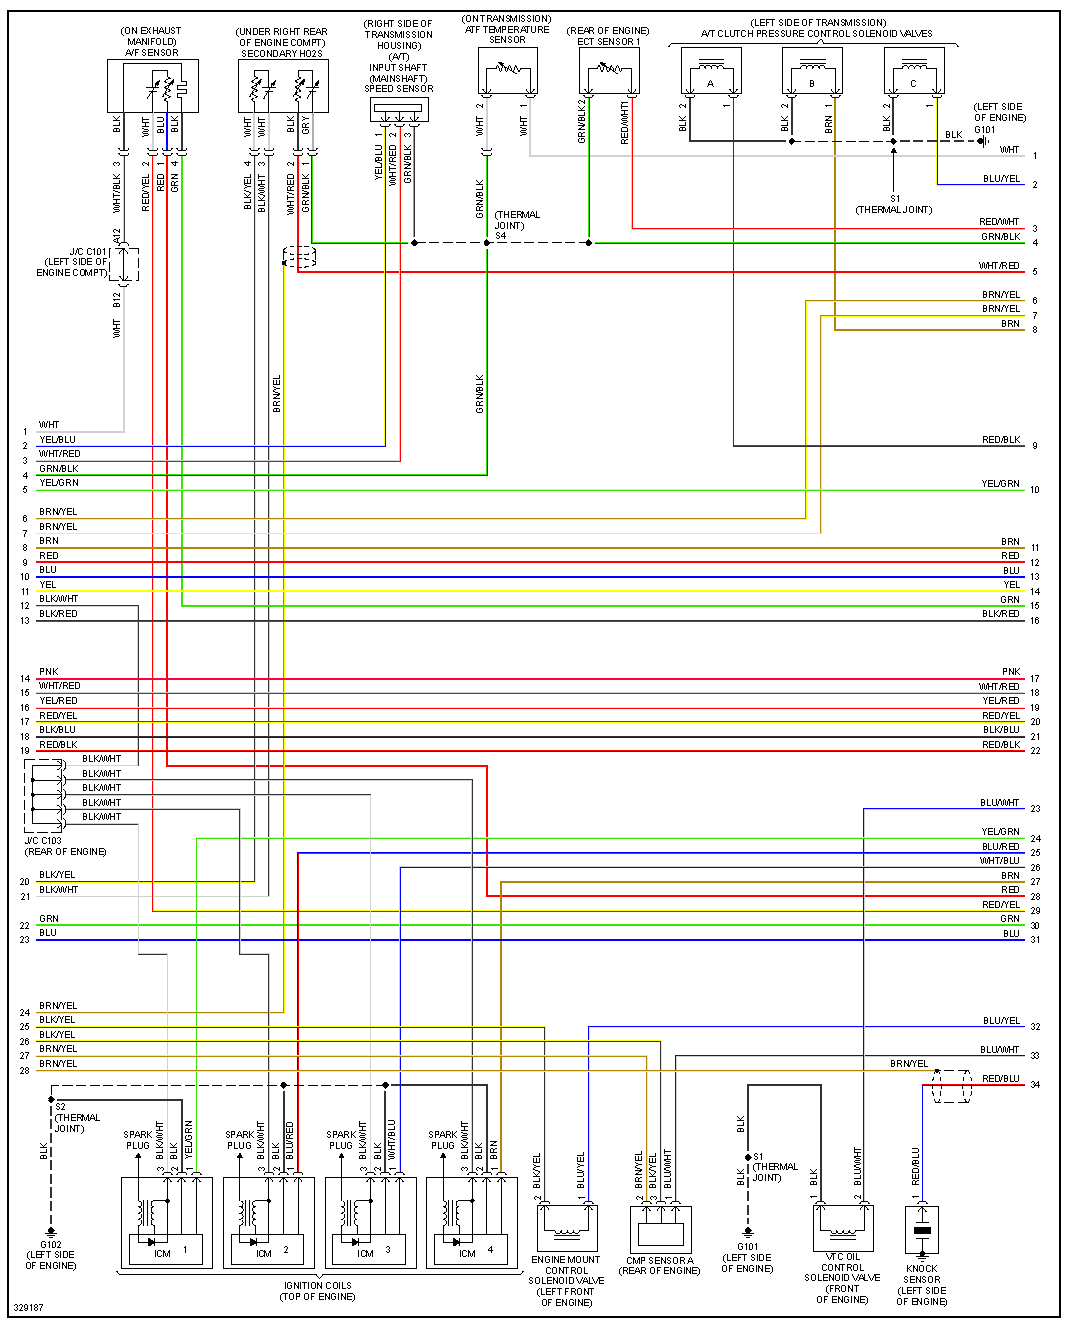 (ON EXHAUST
MANIFOLD)
A/F SENSOR
(UNDER RIGHT REAR
OF ENGINE COMPT)
SECONDARY HO2S
(RIGHT SIDE OF
TRANSMISSION
HOUSING)
(A/T)
INPUT SHAFT
(MAINSHAFT)
SPEED SENSOR
(ON TRANSMISSION)
ATF TEMPERATURE
SENSOR
(REAR OF ENGINE)
ECT SENSOR 1
(LEFT SIDE OF TRANSMISSION)
A/T CLUTCH PRESSURE CONTROL SOLENOID VALVES
A
B
C
BLK
WHT
BLU
BLK
WHT
WHT
BLK
GRY
3
2
1
4
4
3
2
1
WHT/BLK
RED/YEL
RED
GRN
BLK/YEL
BLK/WHT
WHT/RED
GRN/BLK
YEL/BLU 1
WHT/RED 2
GRN/BLK 3
WHT 2
WHT 1
GRN/BLK 2
RED/WHT 1
BLK 2
1
BLK 2
BRN 1
BLK 2
1
BLK
(LEFT SIDE
OF ENGINE)
G101
S1
(THERMAL JOINT)
WHT 1
BLU/YEL 2
RED/WHT 3
GRN/BLK 4
WHT/RED 5
BRN/YEL 6
BRN/YEL 7
BRN 8
GRN/BLK
(THERMAL
JOINT)
S4
A12
J/C C101
(LEFT SIDE OF
ENGINE COMPT)
B12
WHT
BRN/YEL
GRN/BLK
1 WHT
2 YEL/BLU
3 WHT/RED
4 GRN/BLK
5 YEL/GRN
6 BRN/YEL
7 BRN/YEL
8 BRN
9 RED
10 BLU
11 YEL
12 BLK/WHT
13 BLK/RED
RED/BLK 9
YEL/GRN 10
BRN 11
RED 12
BLU 13
YEL 14
GRN 15
BLK/RED 16
14 PNK
15 WHT/RED
16 YEL/RED
17 RED/YEL
18 BLK/BLU
19 RED/BLK
PNK 17
WHT/RED 18
YEL/RED 19
RED/YEL 20
BLK/BLU 21
RED/BLK 22
BLK/WHT
BLK/WHT
BLK/WHT
BLK/WHT
BLK/WHT
J/C C103
(REAR OF ENGINE)
20 BLK/YEL
21 BLK/WHT
22 GRN
23 BLU
BLU/WHT 23
YEL/GRN 24
BLU/RED 25
WHT/BLU 26
BRN 27
RED 28
RED/YEL 29
GRN 30
BLU 31
24 BRN/YEL
25 BLK/YEL
26 BLK/YEL
27 BRN/YEL
28 BRN/YEL
BLU/YEL 32
BLU/WHT 33
BRN/YEL
RED/BLU 34
S2
(THERMAL
JOINT)
BLK
G102
(LEFT SIDE
OF ENGINE)
SPARK
PLUG
3 BLK/WHT
2 BLK
1 YEL/GRN
ICM 1
SPARK
PLUG
3 BLK/WHT
2 BLK
1 BLU/RED
ICM 2
SPARK
PLUG
3 BLK/WHT
2 BLK
1 WHT/BLU
ICM 3
SPARK
PLUG
3 BLK/WHT
2 BLK
1 BRN
ICM 4
IGNITION COILS
(TOP OF ENGINE)
2 BLK/YEL
1 BLU/YEL
ENGINE MOUNT
CONTROL
SOLENOID VALVE
(LEFT FRONT
OF ENGINE)
2 BRN/YEL
3 BLK/YEL
1 BLU/WHT
CMP SENSOR A
(REAR OF ENGINE)
BLK
S1
(THERMAL
JOINT)
BLK
G101
(LEFT SIDE
OF ENGINE)
1 BLK
2 BLU/WHT
VTC OIL
CONTROL
SOLENOID VALVE
(FRONT
OF ENGINE)
1 RED/BLU
KNOCK
SENSOR
(LEFT SIDE
OF ENGINE)
329187